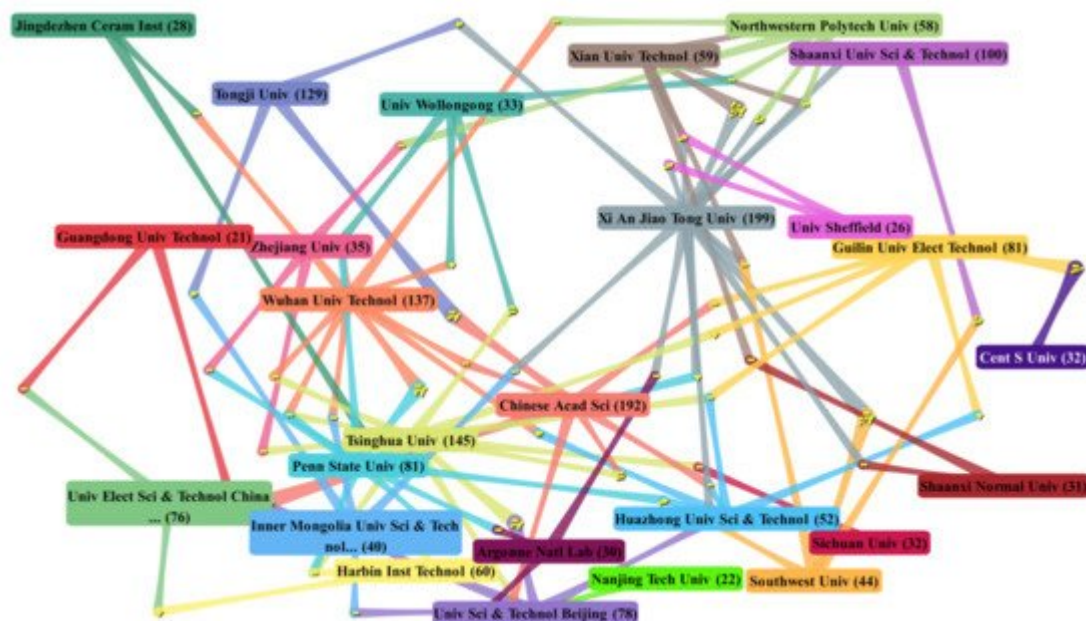 Jingdezhen Ceram Inst (28)
Northwestern Polytech Univ (58)
Xian Univ Technol (59)
Shaanxi Univ Sci & Technol (100)
Tongji Univ (129)
Univ Wollongong (33)
Xi An Jiao Tong Univ (199)
Univ Sheffield (26)
Guangdong Univ Technol (21)
Zhejiang Univ (35)
Guilin Univ Elect Technol (81)
Wuhan Univ Technol (137)
Cent S Univ (32)
Chinese Acad Sci (192)
Tsinghua Univ (145)
Penn State Univ (81)
Shaanxi Normal Univ (31)
Univ Elect Sci & Technol China
... (76)
Inner Mongolia Univ Sci & Tech
nol... (40)
Huazhong Univ Sci & Technol (52)
Sichuan Univ (32)
Argonne Natl Lab (30)
Harbin Inst Technol (60)
Nanjing Tech Univ (22)
Southwest Univ (44)
Univ Sci & Technol Beijing (78)